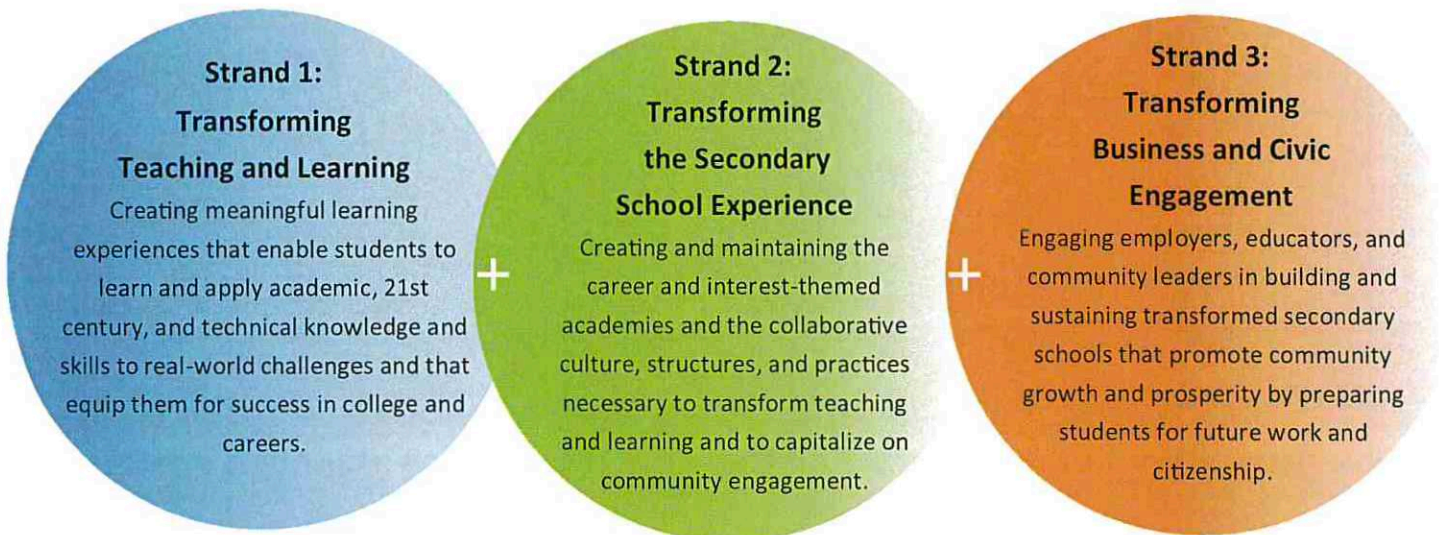 Strand 1:
Transforming
Teaching and Learning
Creating meaningful learning
experiences that enable students to
learn and apply academic, 21st
century, and technical knowledge and
skills to real-world challenges and that
equip them for success in college and
careers.
+
Strand 2:
Transforming
the Secondary
School Experience
Creating and maintaining the
career and interest-themed
academies and the collaborative
culture, structures, and practices
necessary to transform teaching
and learning and to capitalize on
community engagement.
+
Strand 3:
Transforming
Business and Civic
Engagement
Engaging employers, educators, and
community leaders in building and
sustaining transformed secondary
schools that promote community
growth and prosperity by preparing
students for future work and
citizenship.